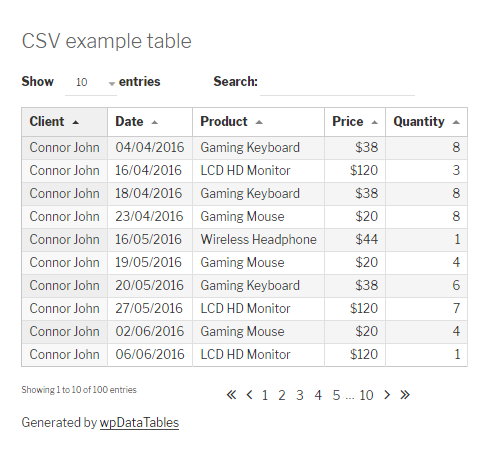 CSV example table
Show 10 entries Search:
Client Date Product Price Quantity
Connor John 04/04/2016 Gaming Keyboard $38 8
Connor John 16/04/2016 LCD HD Monitor $120 3
Connor John 18/04/2016 Gaming Keyboard $38 8
Connor John 23/04/2016 Gaming Mouse $20 8
Connor John 16/05/2016 Wireless Headphone $44 1
Connor John 19/05/2016 Gaming Mouse $20 4
Connor John 20/05/2016 Gaming Keyboard $38 6
Connor John 27/05/2016 LCD HD Monitor $120 7
Connor John 02/06/2016 Gaming Mouse $20 4
Connor John 06/06/2016 LCD HD Monitor $120 1
Showing 1 to 10 of 100 entries « ‹ 1 2 3 4 5 ... 10 › »
Generated by wpDataTables